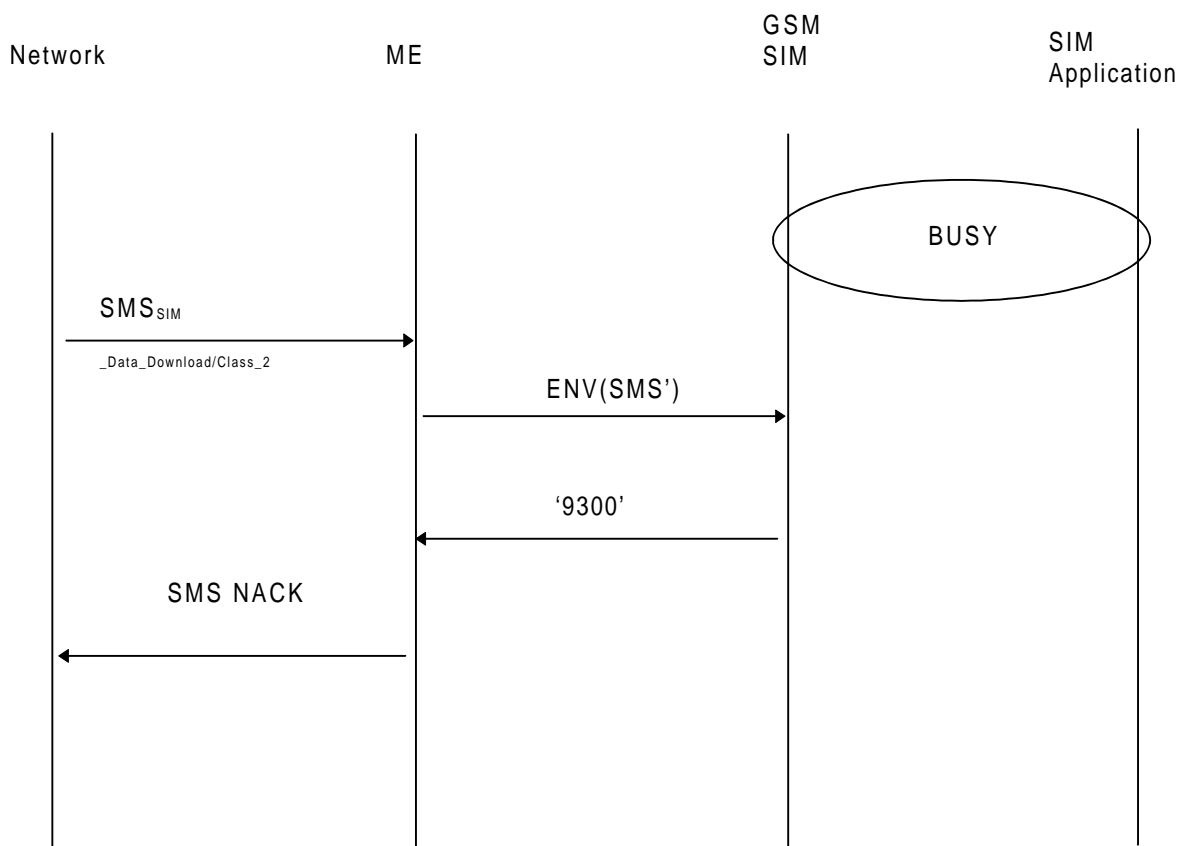 Network
ME
GSM
SIM
SIM
Application
BUSY
SMSSIM
_Data_Download/Class_2
ENV(SMS’)
‘9300’
SMS NACK